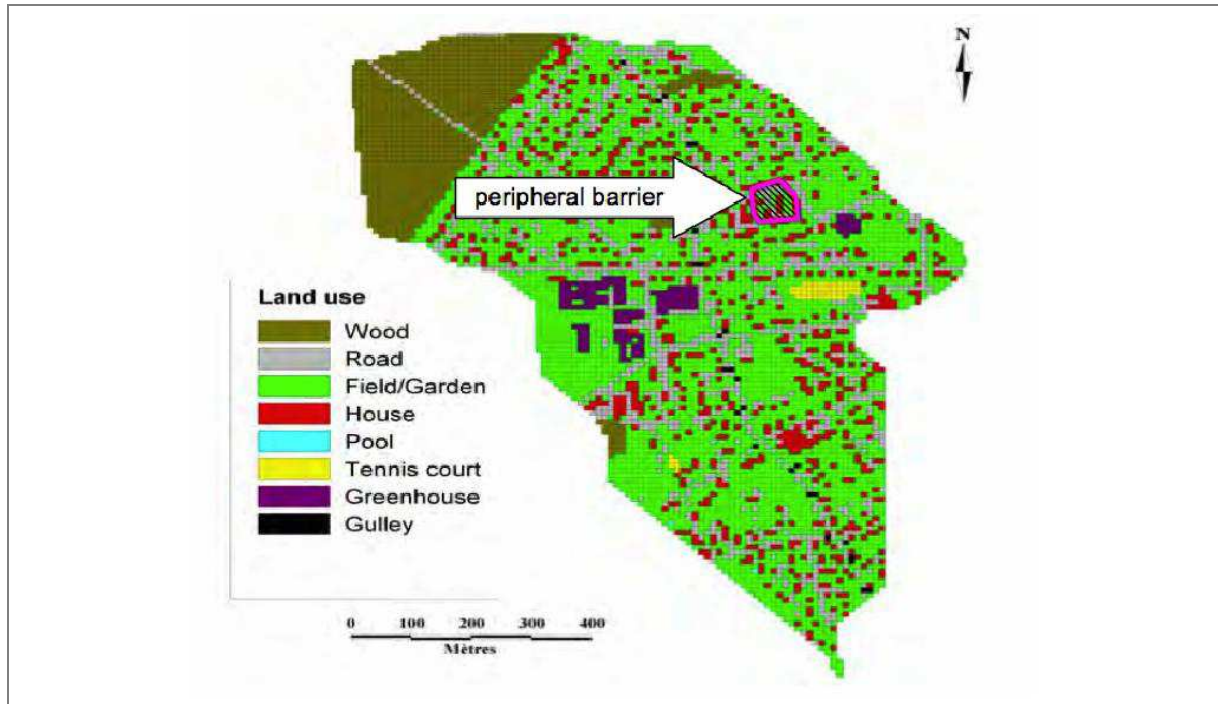 N
peripheral barrier
Land use
Wood
Road
Field/Garden
House
Pool
Tennis court
Greenhouse
Gulley
0 100 200 300 400
Mètres